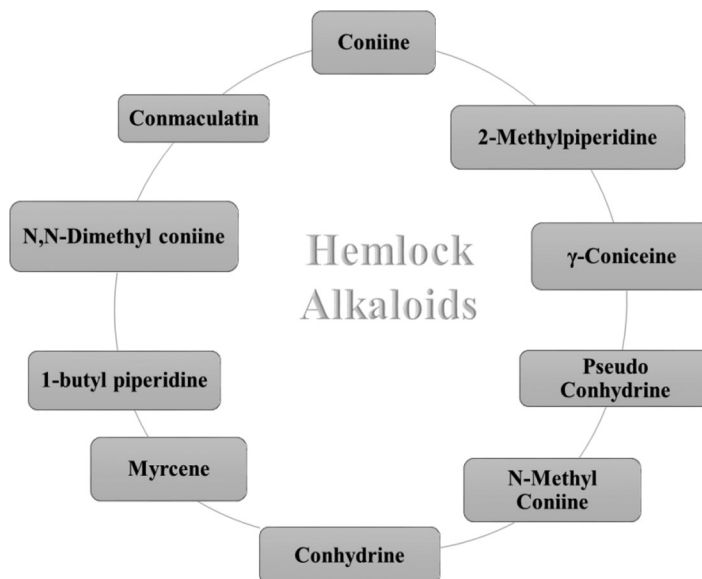 Coniine
2-Methylpiperidine
γ-Coniceine
Pseudo
Conhydrine
N-Methyl
Coniine
Conhydrine
Myrcene
1-butyl piperidine
N,N-Dimethyl coniine
Conmaculatin
Hemlock
Alkaloids